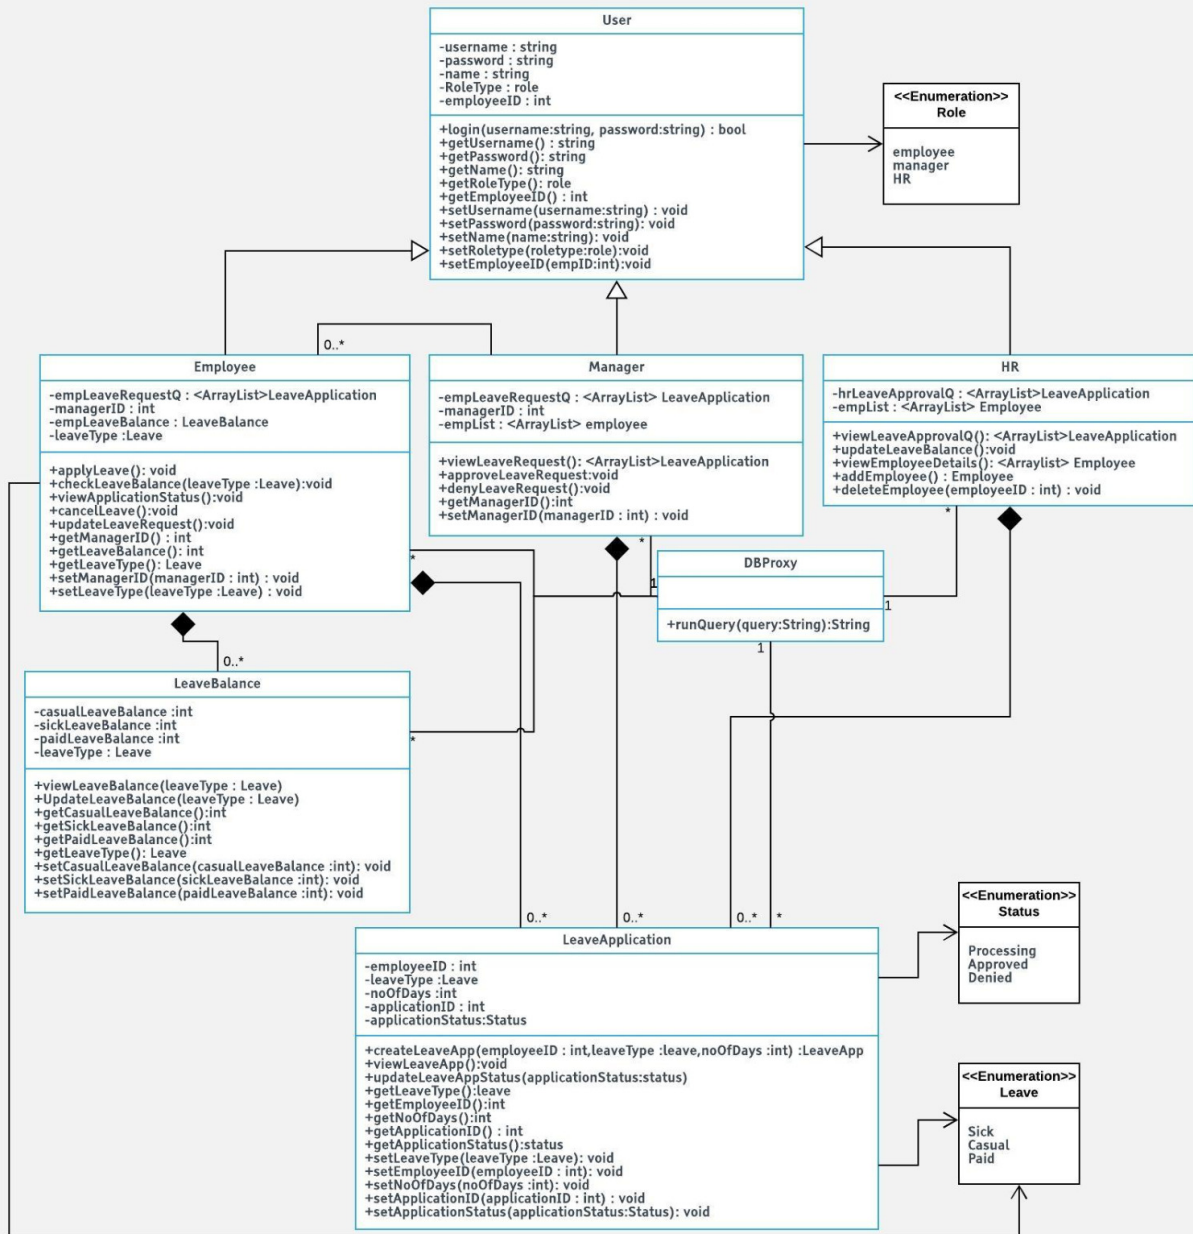 User
-username : string
-password : string
-name : string
-RoleType : role
-employeeID : int
+login(username:string, password:string) : bool
+getUsername() : string
+getPassword(): string
+getName(): string
+getRoleType(): role
+getEmployeeID() : int
+setUsername(username:string) : void
+setPassword(password:string): void
+setName(name:string): void
+setRoletype(roletype:role):void
+setEmployeeID(empID:int):void
<<Enumeration>>
Role
employee
manager
HR
0..*
Employee
-empLeaveRequestQ : <ArrayList>LeaveApplication
-managerID : int
-empLeaveBalance : LeaveBalance
-leaveType :Leave
+applyLeave(): void
+checkLeaveBalance(leaveType :Leave):void
+viewApplicationStatus():void
+cancelLeave():void
+updateLeaveRequest():void
+getManagerID() : int
+getLeaveBalance(): int
+getLeaveType(): Leave
+setManagerID(managerID : int) : void
+setLeaveType(leaveType :Leave) : void
Manager
-empLeaveRequestQ : <ArrayList> LeaveApplication
-managerID : int
-empList : <ArrayList> employee
+viewLeaveRequest(): <ArrayList>LeaveApplication
+approveLeaveRequest:void
+denyLeaveRequest():void
+getManagerID():int
+setManagerID(managerID : int) : void
HR
-hrLeaveApprovalQ : <ArrayList>LeaveApplication
-empList : <ArrayList> Employee
+viewLeaveApprovalQ(): <ArrayList>LeaveApplication
+updateLeaveBalance():void
+viewEmployeeDetails(): <Arraylist> Employee
+addEmployee() : Employee
+deleteEmployee(employeeID : int) : void
*
*
*
DBProxy
+runQuery(query:String):String
1
1
1
0..*
LeaveBalance
-casualLeaveBalance :int
-sickLeaveBalance :int
-paidLeaveBalance :int
-leaveType : Leave
+viewLeaveBalance(leaveType : Leave)
+UpdateLeaveBalance(leaveType : Leave)
+getCasualLeaveBalance():int
+getSickLeaveBalance():int
+getPaidLeaveBalance():int
+getLeaveType(): Leave
+setCasualLeaveBalance(casualLeaveBalance :int): void
+setSickLeaveBalance(sickLeaveBalance :int): void
+setPaidLeaveBalance(paidLeaveBalance :int): void
*
0..*
0..*
0..*
*
LeaveApplication
-employeeID : int
-leaveType :Leave
-noOfDays :int
-applicationID : int
-applicationStatus:Status
+createLeaveApp(employeeID : int,leaveType :leave,noOfDays :int) :LeaveApp
+viewLeaveApp():void
+updateLeaveAppStatus(applicationStatus:status)
+getLeaveType():leave
+getEmployeeID():int
+getNoOfDays():int
+getApplicationID() : int
+getApplicationStatus():status
+setLeaveType(leaveType :Leave): void
+setEmployeeID(employeeID : int): void
+setNoOfDays(noOfDays :int): void
+setApplicationID(applicationID : int) : void
+setApplicationStatus(applicationStatus:Status): void
<<Enumeration>>
Status
Processing
Approved
Denied
<<Enumeration>>
Leave
Sick
Casual
Paid